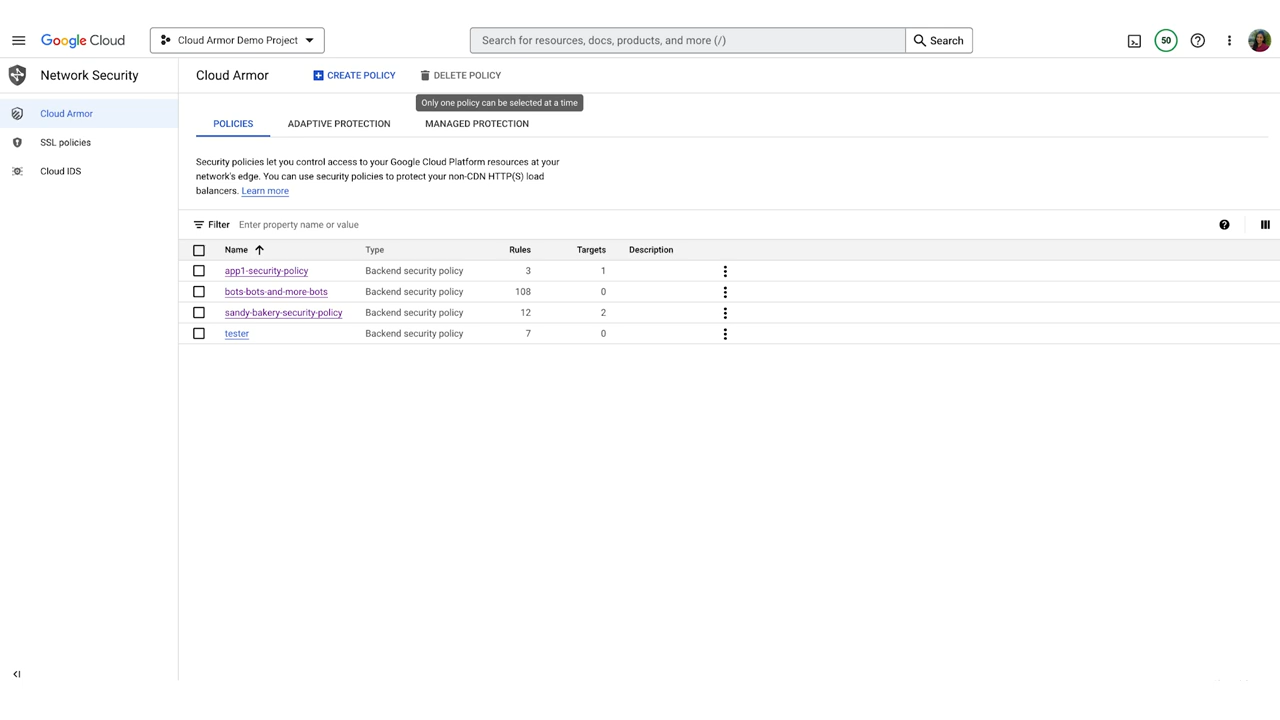 Google Cloud
Cloud Armor Demo Project
Search for resources, docs, products, and more (/)
Search
50
Network Security
Cloud Armor
CREATE POLICY
DELETE POLICY
Only one policy can be selected at a time
Cloud Armor
SSL policies
Cloud IDS
POLICIES
ADAPTIVE PROTECTION
MANAGED PROTECTION
Security policies let you control access to your Google Cloud Platform resources at your
network's edge. You can use security policies to protect your non-CDN HTTP(S) load
balancers. Learn more
Filter Enter property name or value
Name Type Rules Targets Description
app1-security-policy Backend security policy 3 1
bots-bots-and-more-bots Backend security policy 108 0
sandy-bakery-security-policy Backend security policy 12 2
tester Backend security policy 7 0